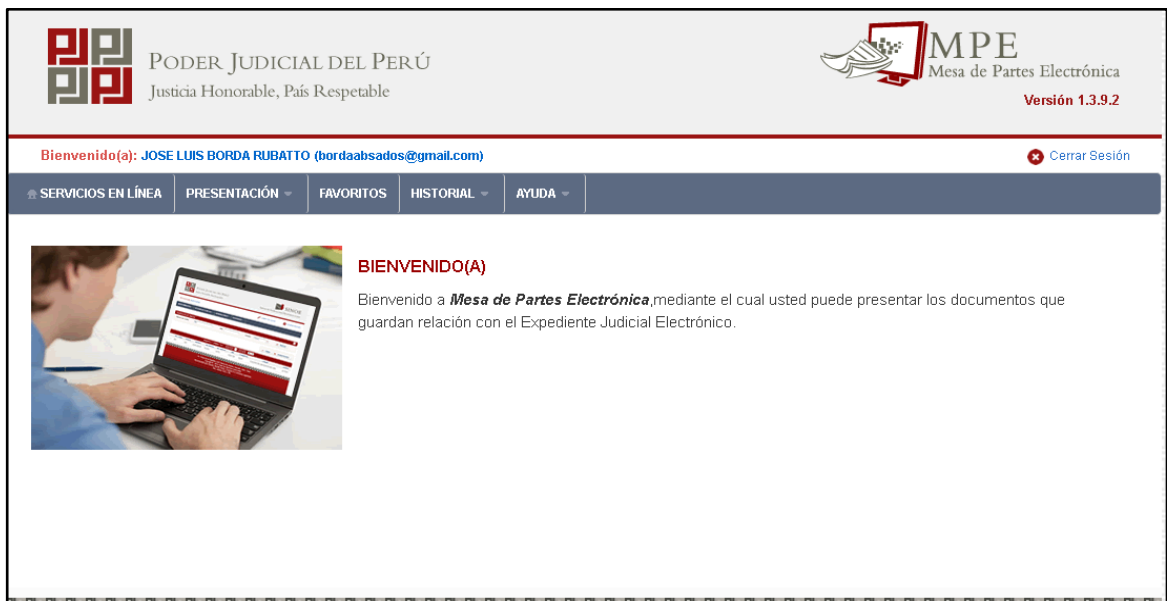 PODER JUDICIAL DEL PERÚ
Justicia Honorable, País Respetable
MPE
Mesa de Partes Electrónica
Versión 1.3.9.2
Bienvenido(a): JOSE LUIS BORDA RUBATTO (bordaabsados@gmail.com)
Cerrar Sesión
SERVICIOS EN LÍNEA PRESENTACIÓN FAVORITOS HISTORIAL AYUDA
BIENVENIDO(A)
Bienvenido a Mesa de Partes Electrónica,mediante el cual usted puede presentar los documentos que
guardan relación con el Expediente Judicial Electrónico.